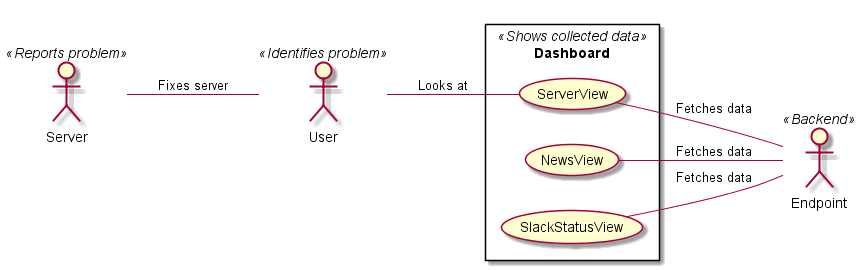 «Reports problem»
Server
Fixes server
«Identifies problem»
User
Looks at
«Shows collected data»
Dashboard
ServerView
NewsView
SlackStatusView
Fetches data
Fetches data
Fetches data
«Backend»
Endpoint